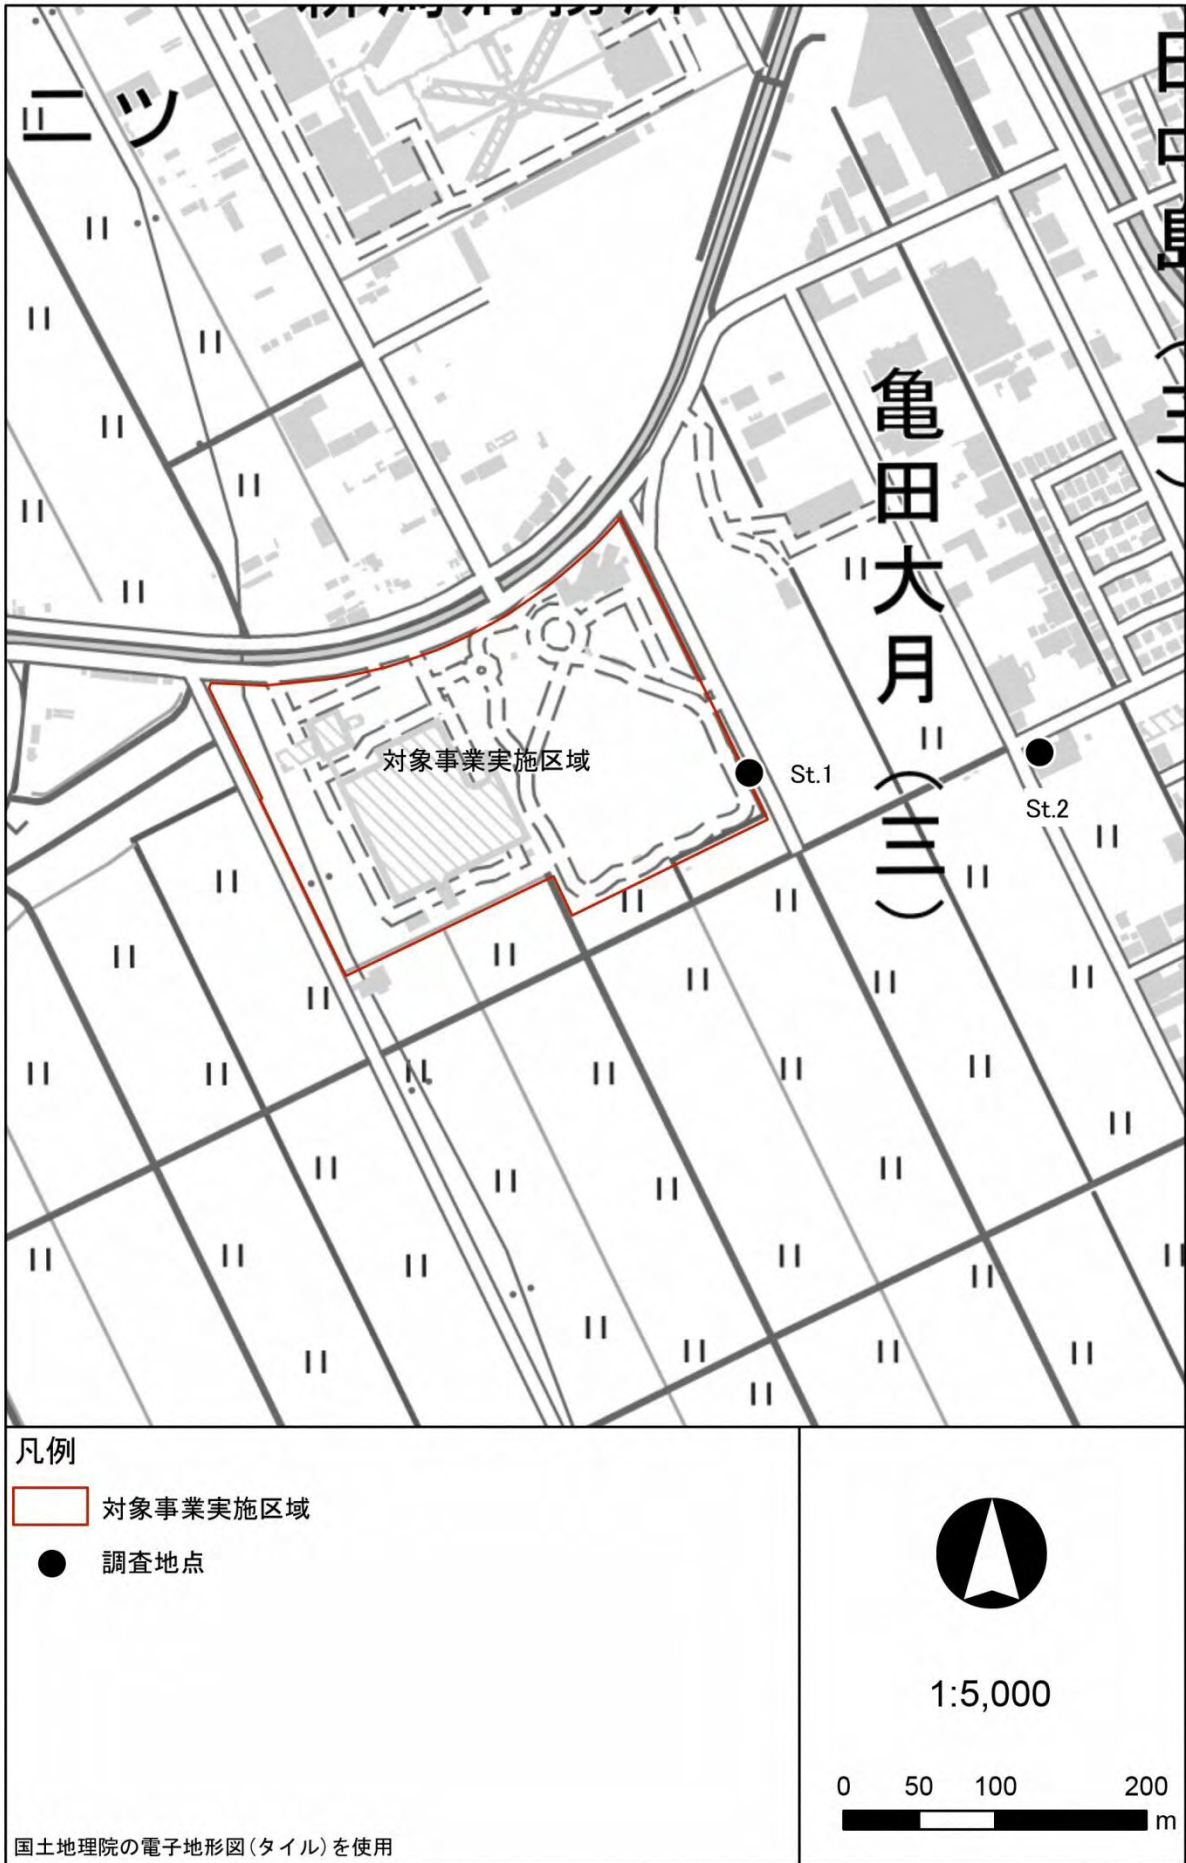 二ツ
亀田大月(三)
対象事業実施区域
St.1
St.2
凡例
対象事業実施区域
調査地点
1:5,000
0 50 100 200
m
国土地理院の電子地形図(タイル)を使用